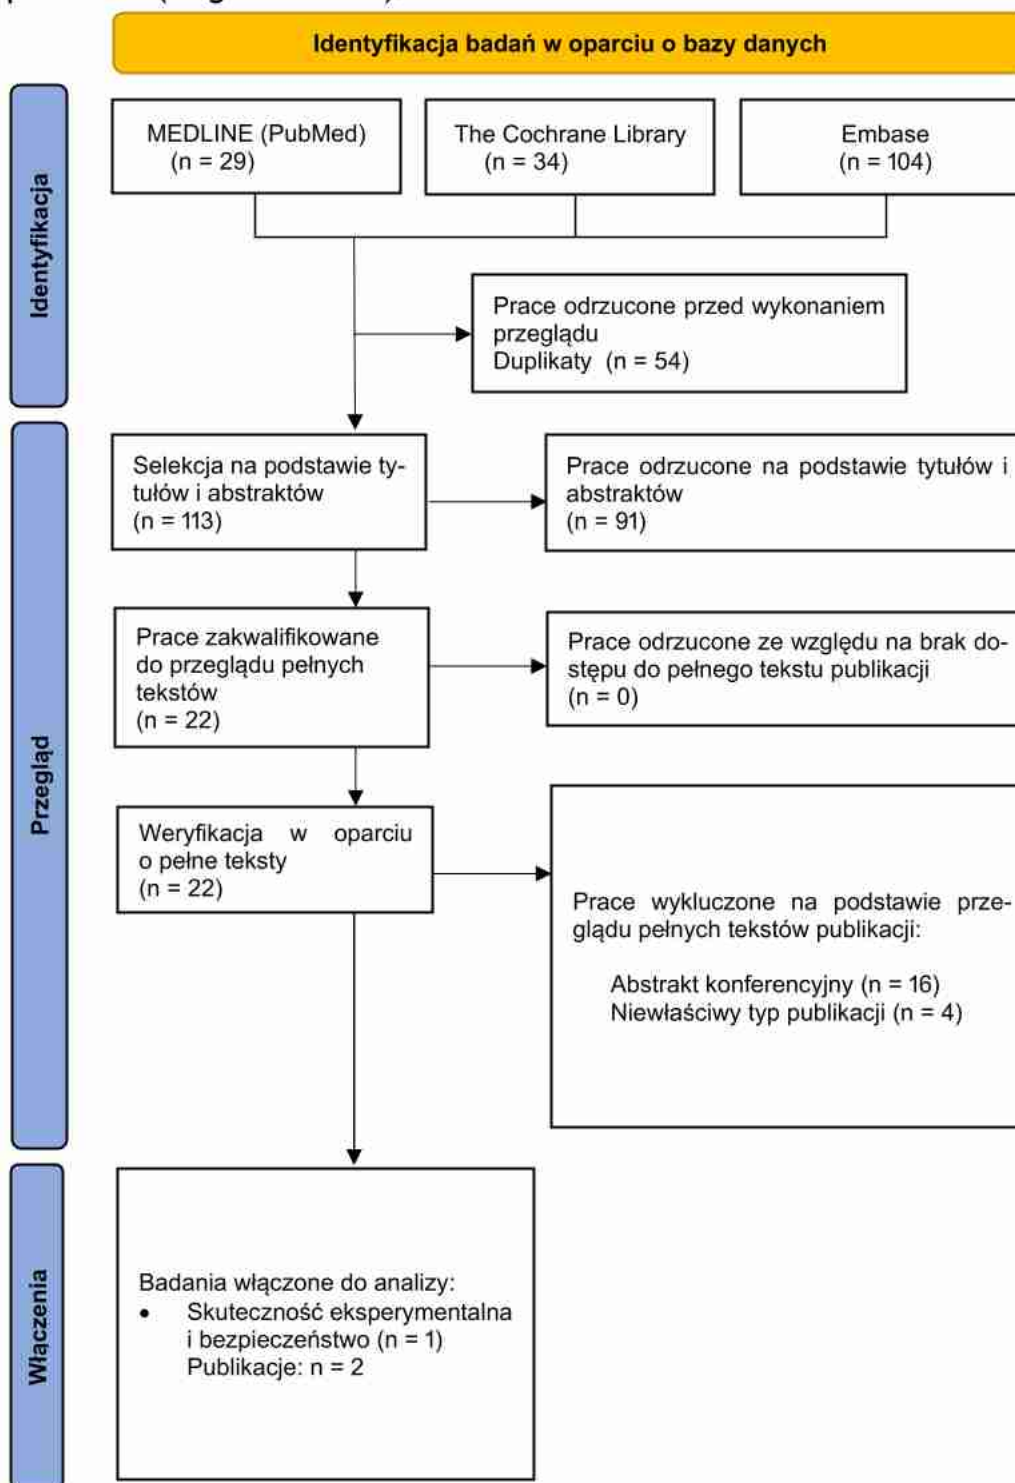 Identyfikacja badań w oparciu o bazy danych
Identyfikacja
MEDLINE (PubMed)
(n = 29)
The Cochrane Library
(n = 34)
Embase
(n = 104)
Prace odrzucone przed wykonaniem
przeglądu
Duplikaty (n = 54)
Przegląd
Selekcja na podstawie ty-
tułów i abstraktów
(n = 113)
Prace odrzucone na podstawie tytułów i
abstraktów
(n = 91)
Prace zakwalifikowane
do przeglądu pełnych
tekstów
(n = 22)
Prace odrzucone ze względu na brak do-
stępu do pełnego tekstu publikacji
(n = 0)
Weryfikacja w oparciu
o pełne teksty
(n = 22)
Prace wykluczone na podstawie prze-
glądu pełnych tekstów publikacji:
Abstrakt konferencyjny (n = 16)
Niewłaściwy typ publikacji (n = 4)
Włączenia
Badania włączone do analizy:
• Skuteczność eksperymentalna
i bezpieczeństwo (n = 1)
Publikacje: n = 2